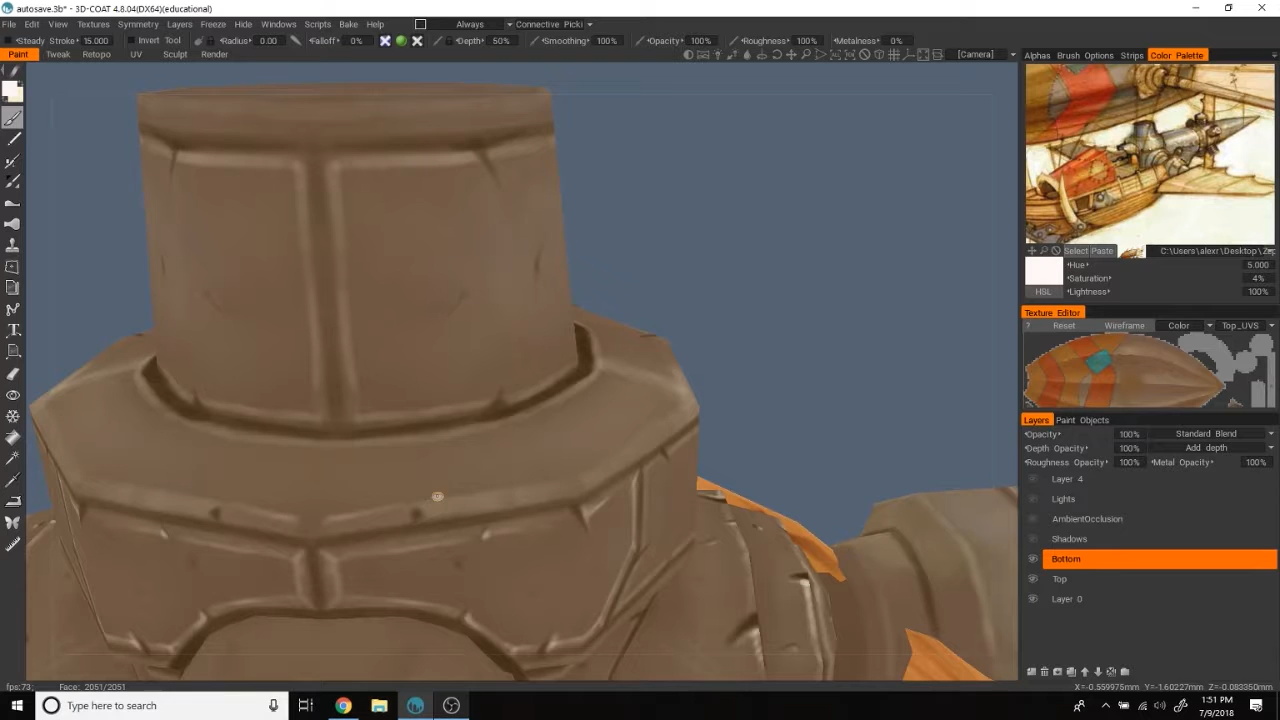 autosave.3b* - 3D-COAT 4.8.04(DX64)(educational)
File Edit View Textures Symmetry Layers Freeze Hide Windows Scripts Bake Help Always Connective Picki
Steady Stroke 15.000 Invert Tool Radius 0.00 Falloff 0% Depth 50% Smoothing 100% Opacity 100% Roughness 100% Metalness 0%
Paint Tweak Retopo UV Sculpt Render [Camera] Alphas Brush Options Strips Color Palette
Select Paste C:\Users\alexr\Desktop\Ze
Hue 5.000
Saturation 4%
HSL Lightness 100%
Texture Editor
? Reset Wireframe Color Top_UVS
Layers Paint Objects
Opacity 100% Standard Blend
Depth Opacity 100% Add depth
Roughness Opacity 100% Metal Opacity 100%
Layer 4
Lights
AmbientOcclusion
Shadows
Bottom
Top
Layer 0
fps:73; Face: 2051/2051 X=-0.559975mm Y=-1.60227mm Z=-0.083350mm
Type here to search 1:51 PM
7/9/2018